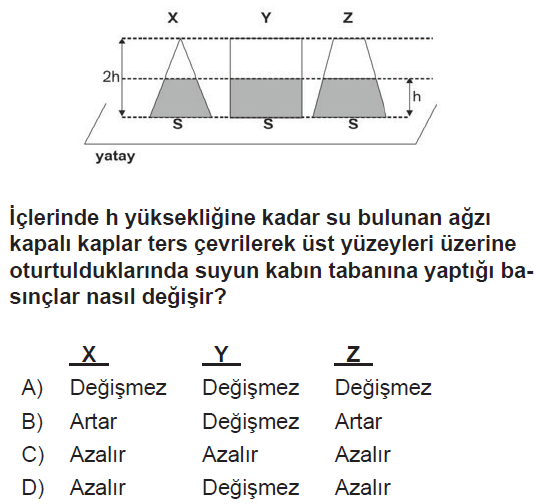 X Y Z
2h
h
S S S
yatay
İçlerinde h yüksekliğine kadar su bulunan ağzı
kapalı kaplar ters çevrilerek üst yüzeyleri üzerine
oturtulduklarında suyun kabın tabanına yaptığı ba-
sınçlar nasıl değişir?
X Y Z
A) Değişmez Değişmez Değişmez
B) Artar Değişmez Artar
C) Azalır Azalır Azalır
D) Azalır Değişmez Azalır